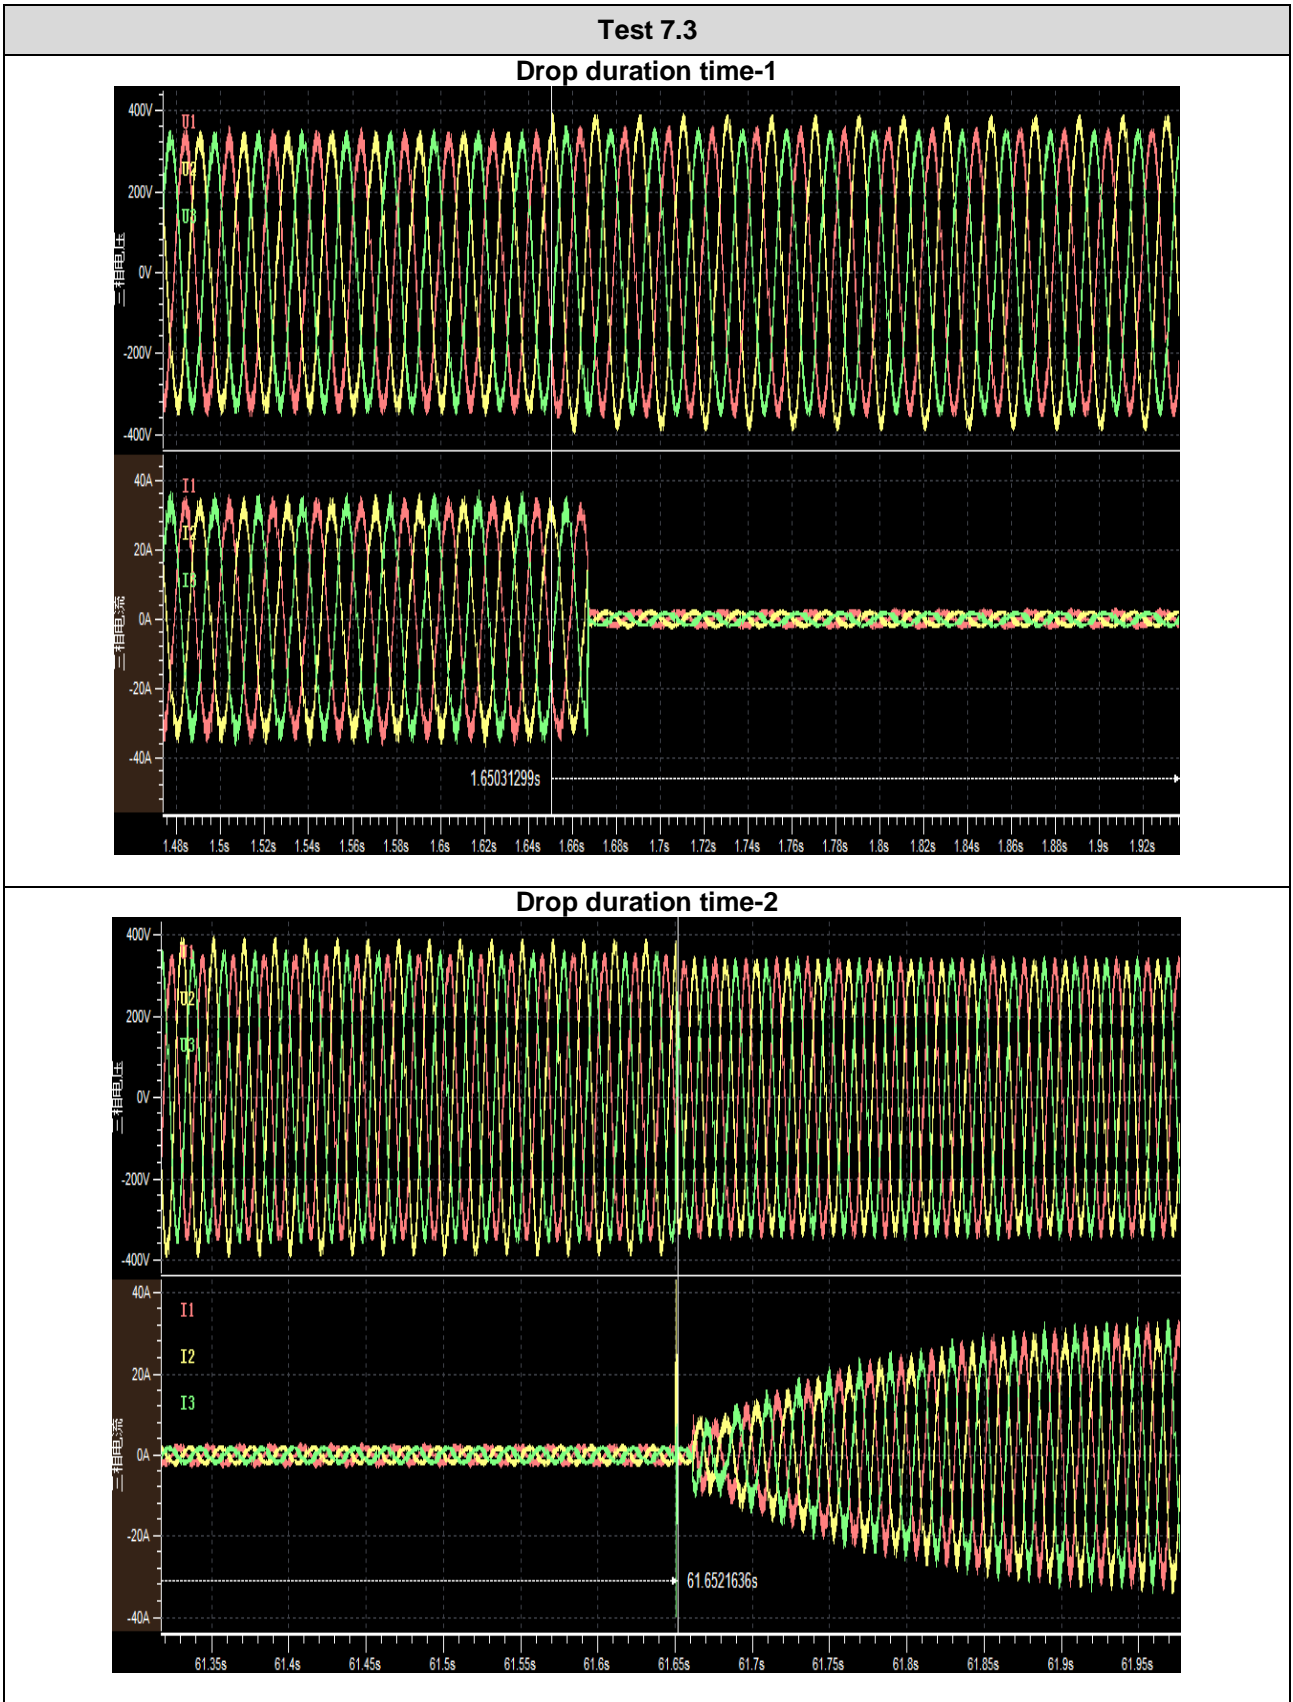 Test 7.3
Drop duration time-1
400V
200V
0V
-200V
-400V
U1
U2
U3
三相电压
40A
20A
0A
-20A
-40A
I1
I2
I3
三相电流
1.65031299s
1.48s 1.5s 1.52s 1.54s 1.56s 1.58s 1.6s 1.62s 1.64s 1.66s 1.68s 1.7s 1.72s 1.74s 1.76s 1.78s 1.8s 1.82s 1.84s 1.86s 1.88s 1.9s 1.92s
Drop duration time-2
400V
200V
0V
-200V
-400V
U1
U2
U3
三相电压
40A
20A
0A
-20A
-40A
I1
I2
I3
三相电流
61.6521636s
61.35s 61.4s 61.45s 61.5s 61.55s 61.6s 61.65s 61.7s 61.75s 61.8s 61.85s 61.9s 61.95s